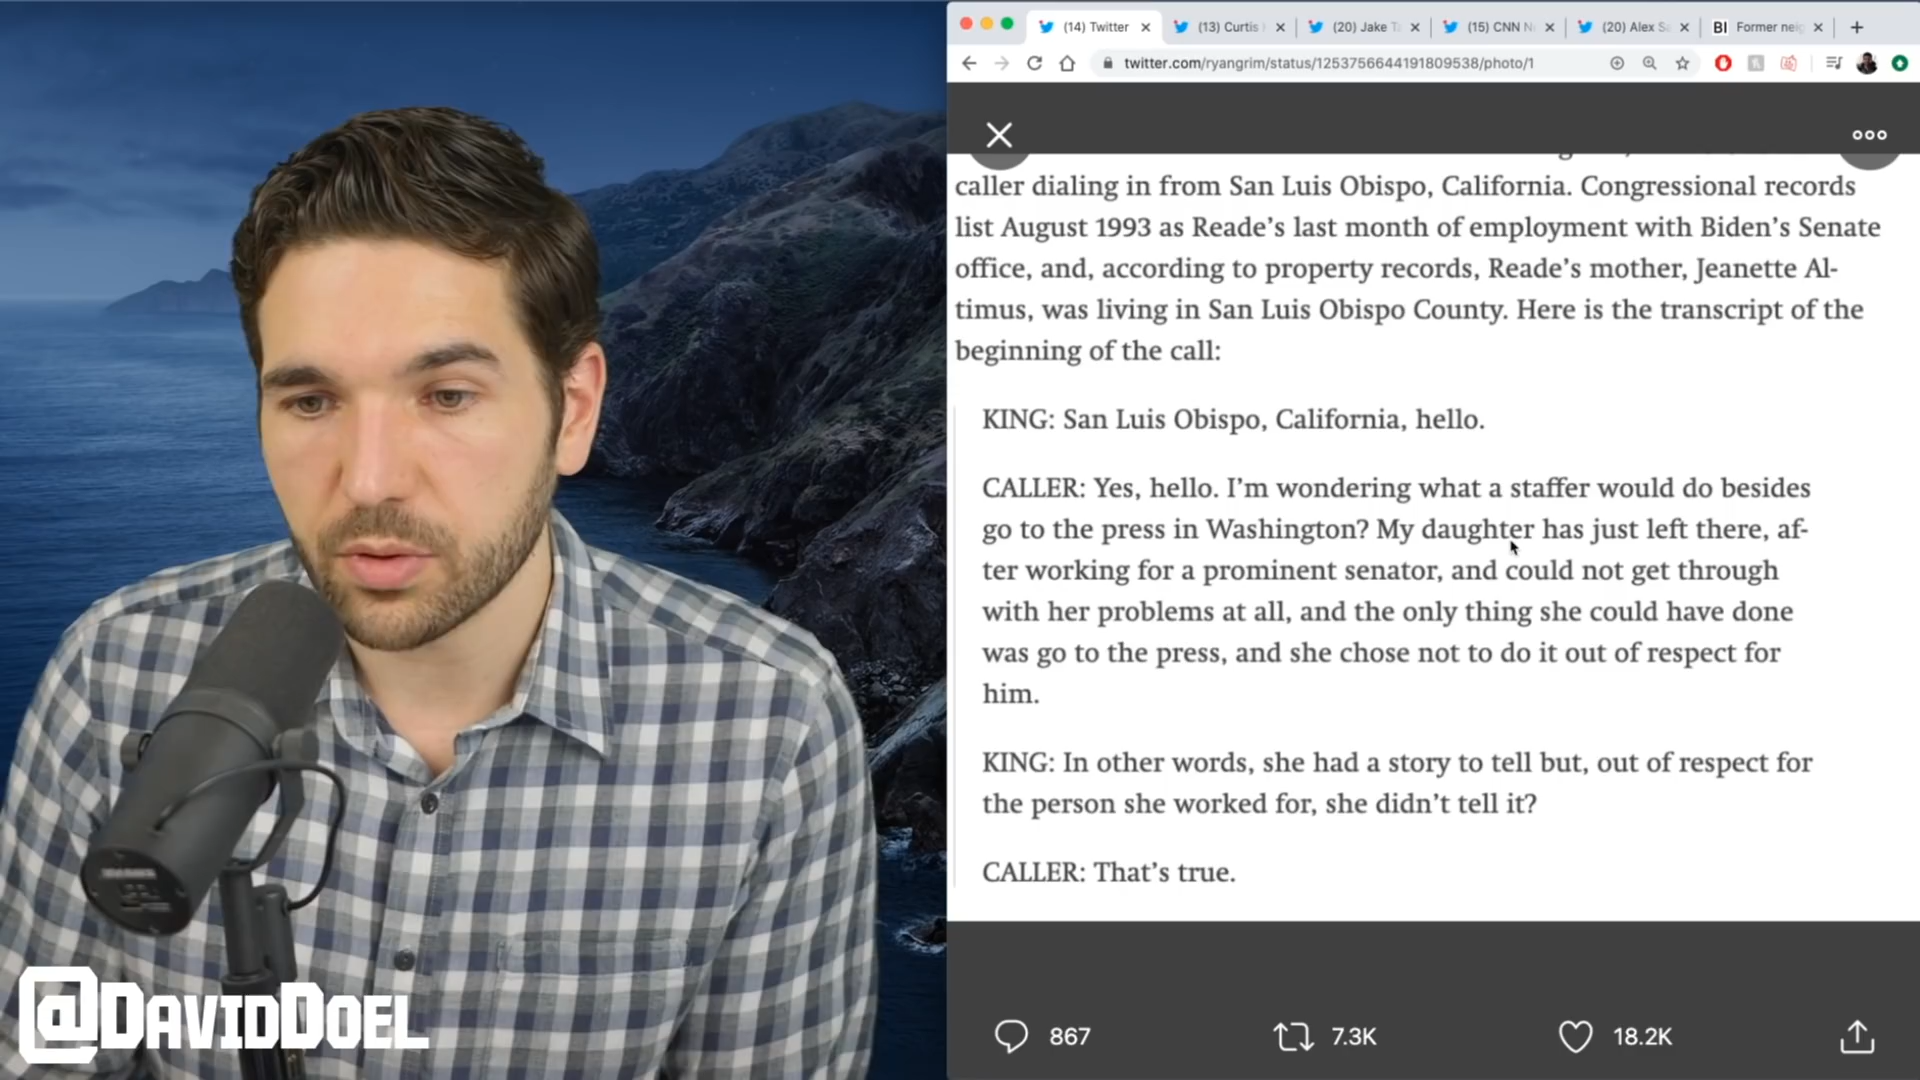 (14) Twitter
(13) Curtis
(20) Jake
(15) CNN
(20) Alex
BI Former
twitter.com/ryangrim/status/1253756644191809538/photo/1
caller dialing in from San Luis Obispo, California. Congressional records
list August 1993 as Reade's last month of employment with Biden's Senate
office, and, according to property records, Reade's mother, Jeanette Al-
timus, was living in San Luis Obispo County. Here is the transcript of the
beginning of the call:
KING: San Luis Obispo, California, hello.
CALLER: Yes, hello. I'm wondering what a staffer would do besides
go to the press in Washington? My daughter has just left there, af-
ter working for a prominent senator, and could not get through
with her problems at all, and the only thing she could have done
was go to the press, and she chose not to do it out of respect for
him.
KING: In other words, she had a story to tell but, out of respect for
the person she worked for, she didn't tell it?
CALLER: That's true.
867
7.3K
18.2K
@DAVIDDOEL